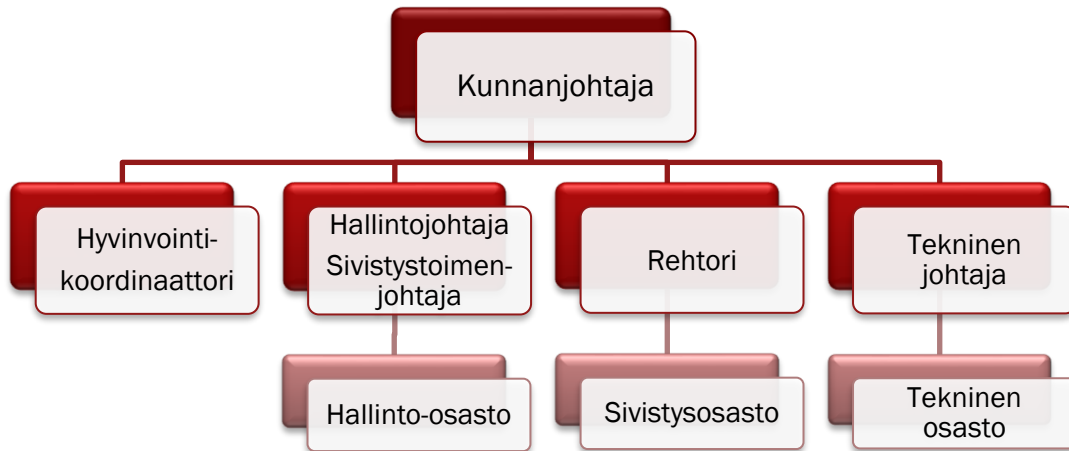 Kunnanjohtaja
Hyvinvointi-
koordinaattori
Hallintojohtaja
Sivistystoimen-
johtaja
Rehtori
Tekninen
johtaja
Hallinto-osasto
Sivistysosasto
Tekninen
osasto